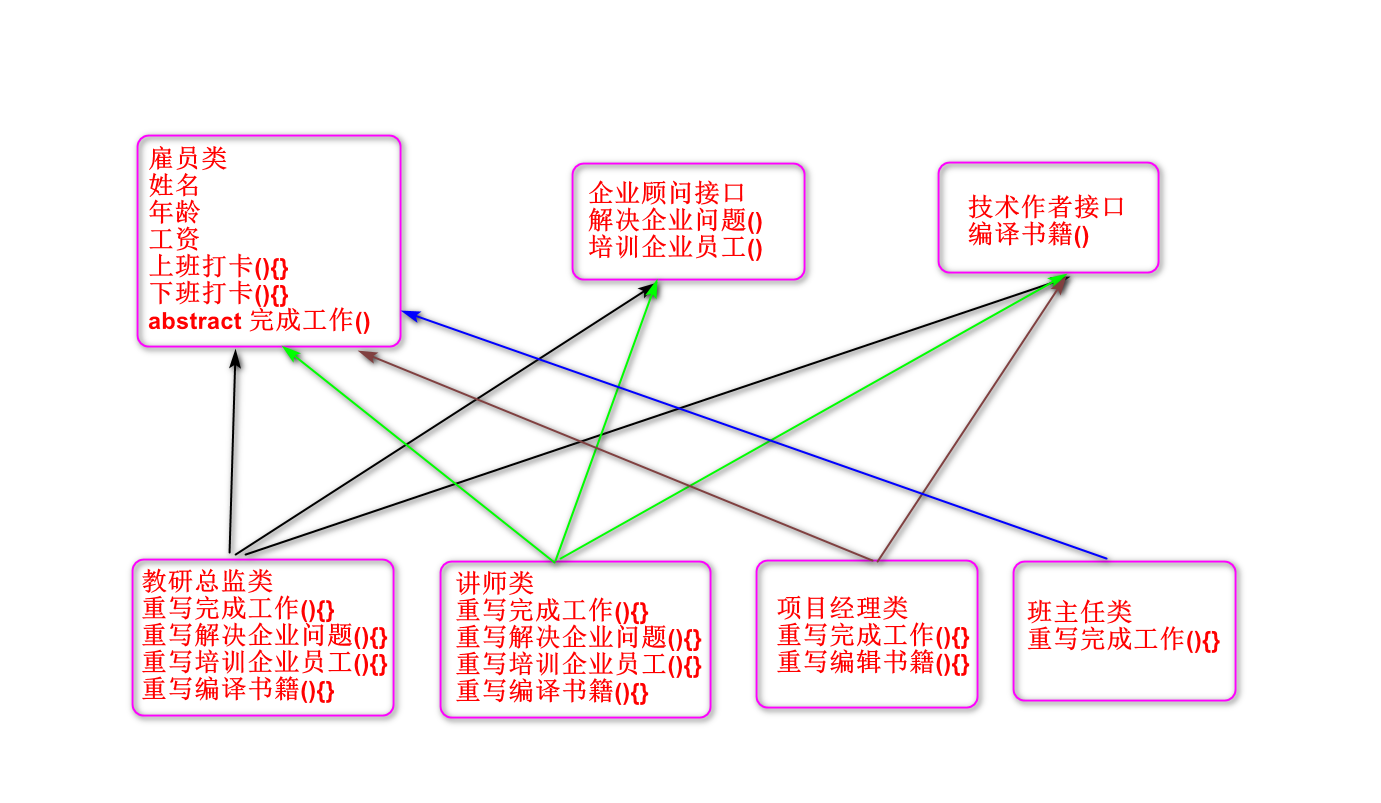 雇员类
姓名
年龄
工资
上班打卡(){}
下班打卡(){}
abstract 完成工作()
企业顾问接口
解决企业问题()
培训企业员工()
技术作者接口
编译书籍()
教研总监类
重写完成工作(){}
重写解决企业问题(){}
重写培训企业员工(){}
重写编译书籍(){}
讲师类
重写完成工作(){}
重写解决企业问题(){}
重写培训企业员工(){}
重写编译书籍(){}
项目经理类
重写完成工作(){}
重写编辑书籍(){}
班主任类
重写完成工作(){}